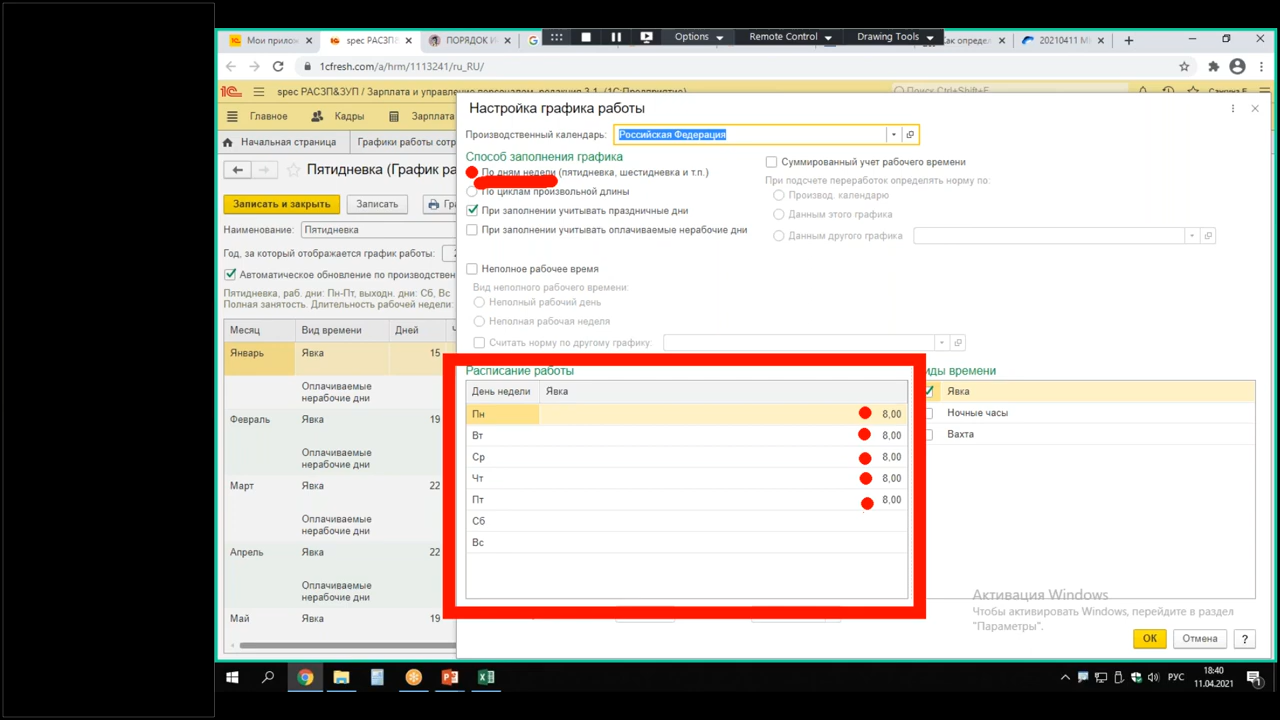 Options
Remote Control
Drawing Tools
Мои прилож
spec РАСЗП&
ПОРЯДОК И
Как определ
20210411 М
1cfresh.com/a/hrm/1113241/ru_RU/
spec РАСЗП&ЗУП / Зарплата и управление персоналом, редакция 3.1 (1С:Предприятие)
Поиск Ctrl+Shift+F
Главное
Кадры
Зарплата
Начальная страница
Графики работы сотр
Пятидневка (График ра
Записать и закрыть
Записать
Гра
Наименование:
Пятидневка
Год, за который отображается график работы:
2
Автоматическое обновление по производствен
Пятидневка, раб. дни: Пн-Пт, выходн. дни: Сб, Вс
Полная занятость. Длительность рабочей недели:
Месяц
Вид времени
Дней
Ч
Январь
Явка
15
Оплачиваемые
нерабочие дни
Февраль
Явка
19
Оплачиваемые
нерабочие дни
Март
Явка
22
Оплачиваемые
нерабочие дни
Апрель
Явка
22
Оплачиваемые
нерабочие дни
Май
Явка
19
Настройка графика работы
Производственный календарь:
Российская Федерация
Способ заполнения графика
По дням недели (пятидневка, шестидневка и т.п.)
По циклам произвольной длины
При заполнении учитывать праздничные дни
При заполнении учитывать оплачиваемые нерабочие дни
Суммированный учет рабочего времени
При подсчете переработок определять норму по:
Производ. календарю
Данным этого графика
Данным другого графика
Неполное рабочее время
Вид неполного рабочего времени:
Неполный рабочий день
Неполная рабочая неделя
Считать норму по другому графику:
Расписание работы
День недели
Явка
Пн
8,00
Вт
8,00
Ср
8,00
Чт
8,00
Пт
8,00
Сб
Вс
иды времени
Явка
Ночные часы
Вахта
Активация Windows
Чтобы активировать Windows, перейдите в раздел
"Параметры".
ОК
Отмена
?
РУС
18:40
11.04.2021
1